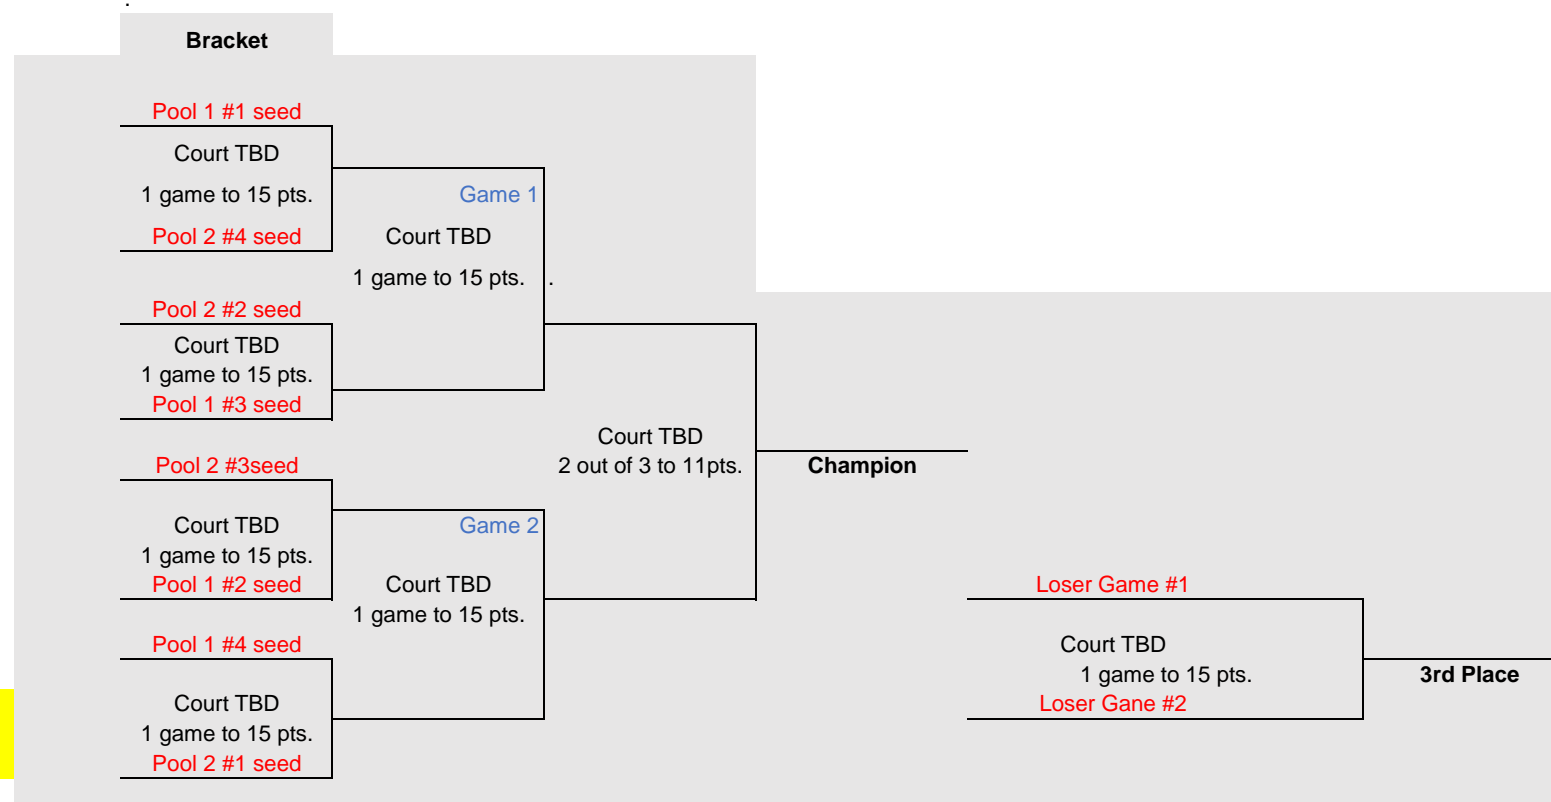 .
Bracket
Pool 1 #1 seed
Court TBD
1 game to 15 pts.
Game 1
Pool 2 #4 seed
Court TBD
1 game to 15 pts.
.
Pool 2 #2 seed
Court TBD
1 game to 15 pts.
Pool 1 #3 seed
Court TBD
2 out of 3 to 11pts.
Champion
Pool 2 #3seed
Court TBD
1 game to 15 pts.
Game 2
Pool 1 #2 seed
Court TBD
1 game to 15 pts.
Loser Game #1
Pool 1 #4 seed
Court TBD
1 game to 15 pts.
3rd Place
Loser Gane #2
Court TBD
1 game to 15 pts.
Pool 2 #1 seed